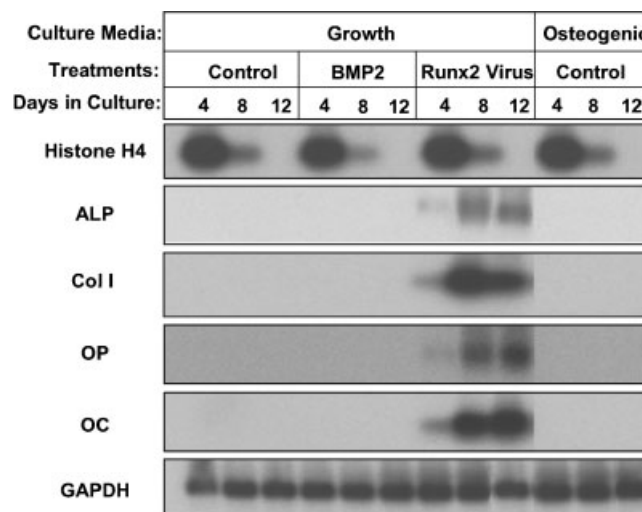 Culture Media: Growth Osteogenic
Treatments: Control BMP2 Runx2 Virus Control
Days in Culture: 4 8 12 4 8 12 4 8 12 4 8 12
Histone H4
ALP
Col I
OP
OC
GAPDH